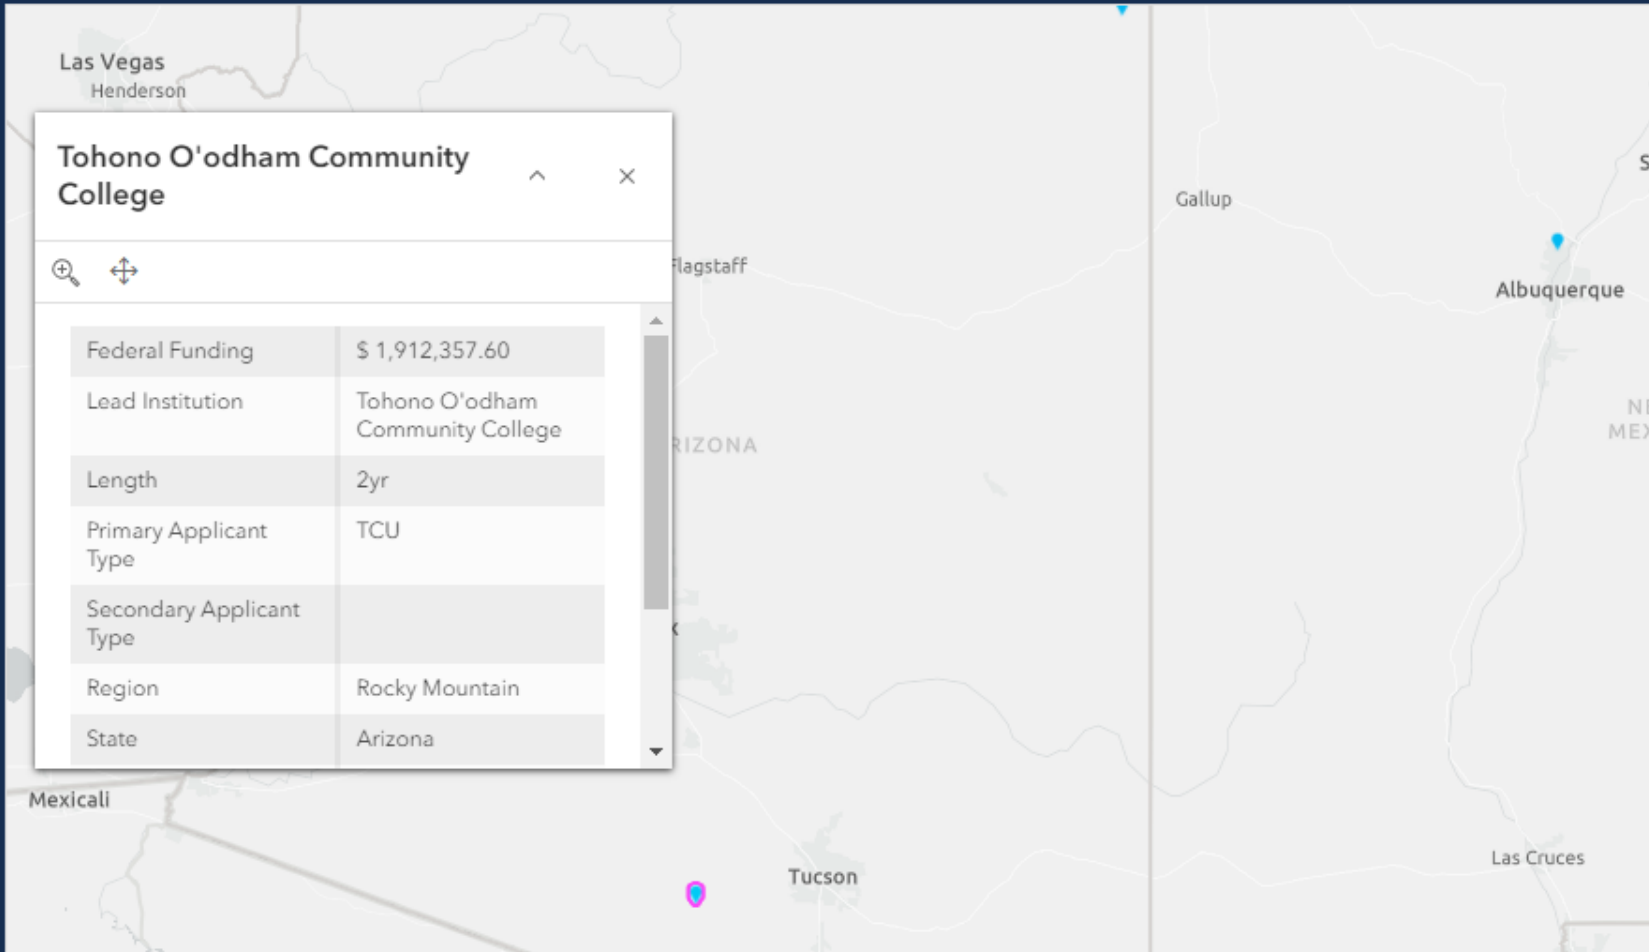 Las Vegas
Henderson
Tohono O'odham Community
College
Gallup
Flagstaff
Albuquerque
Federal Funding $ 1,912,357.60
Lead Institution Tohono O'odham
Community College
RIZONA
NE
MEX
Length 2yr
Primary Applicant TCU
Type
Secondary Applicant
Type
Region Rocky Mountain
State Arizona
Mexicali
Tucson
Las Cruces